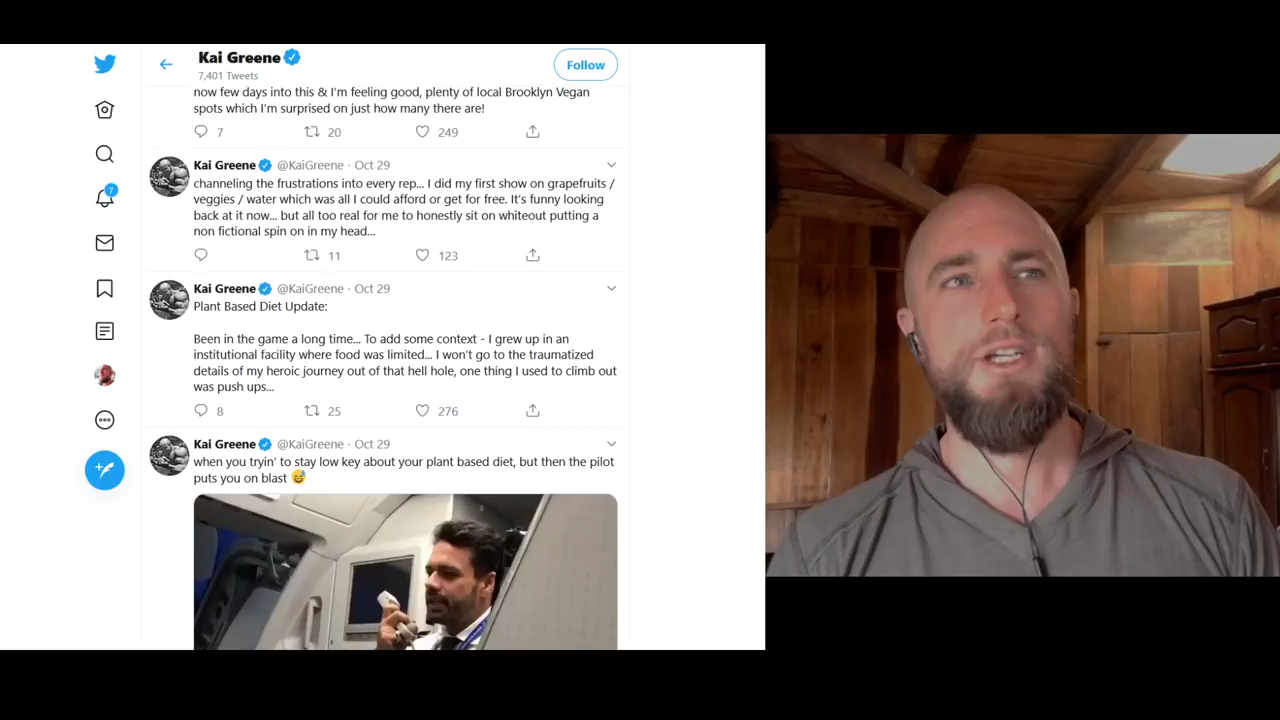 Kai Greene
7,401 Tweets
Follow
now few days into this & I'm feeling good, plenty of local Brooklyn Vegan
spots which I'm surprised on just how many there are!
7 20 249
Kai Greene @KaiGreene · Oct 29
channeling the frustrations into every rep... I did my first show on grapefruits /
veggies / water which was all I could afford or get for free. It's funny looking
back at it now... but all too real for me to honestly sit on whiteout putting a
non fictional spin on in my head...
11 123
Kai Greene @KaiGreene · Oct 29
Plant Based Diet Update:
Been in the game a long time... To add some context - I grew up in an
institutional facility where food was limited... I won't go to the traumatized
details of my heroic journey out of that hell hole, one thing I used to climb out
was push ups...
8 25 276
Kai Greene @KaiGreene · Oct 29
when you tryin' to stay low key about your plant based diet, but then the pilot
puts you on blast 😅
7